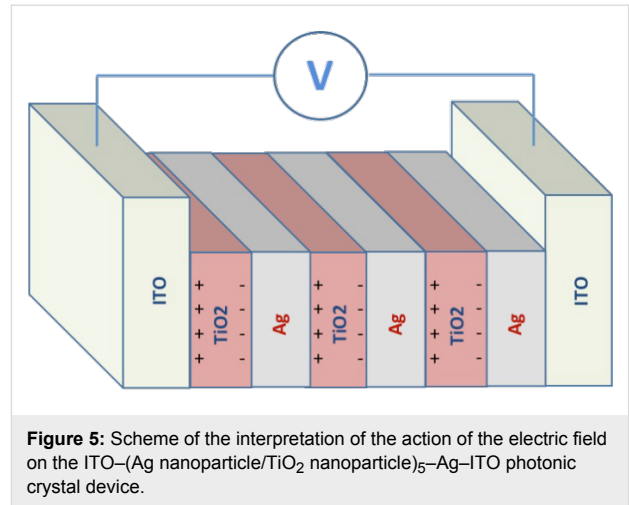 V
ITO
+ -
+ -
+ -
+ -
TiO2
Ag
+ -
+ -
+ -
+ -
TiO2
Ag
+ -
+ -
+ -
+ -
TiO2
Ag
ITO
Figure 5: Scheme of the interpretation of the action of the electric field
on the ITO–(Ag nanoparticle/TiO₂ nanoparticle)₅–Ag–ITO photonic
crystal device.